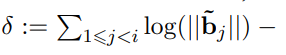 δ := ∑_{1⩽j<i} log(||b̃_j||) −